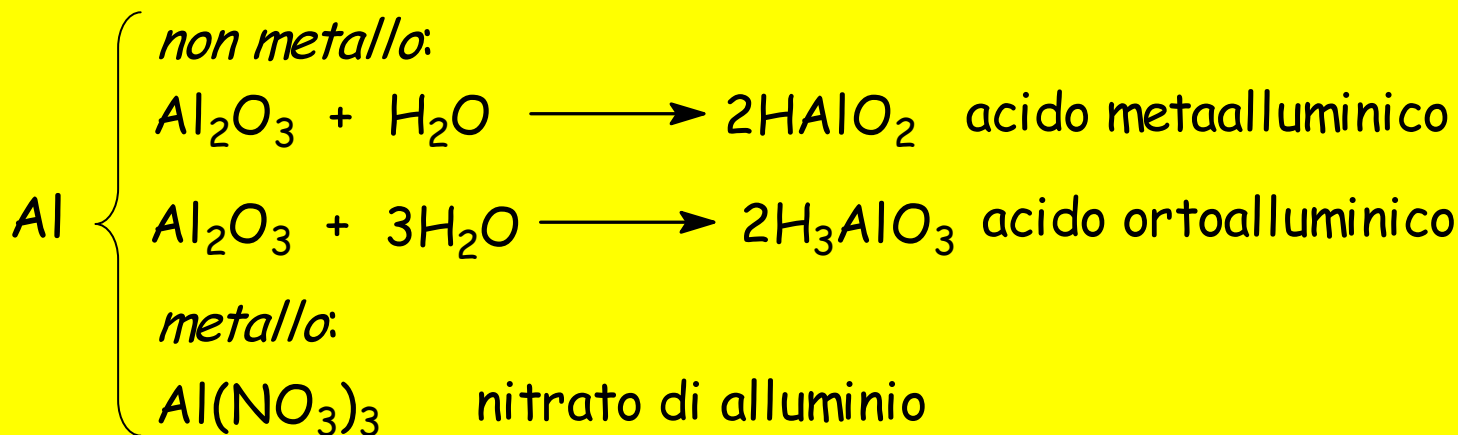 non metallo:
Al₂O₃ + H₂O ⟶ 2HAlO₂ acido metaalluminico
Al
Al₂O₃ + 3H₂O ⟶ 2H₃AlO₃ acido ortoalluminico
metallo:
Al(NO₃)₃ nitrato di alluminio